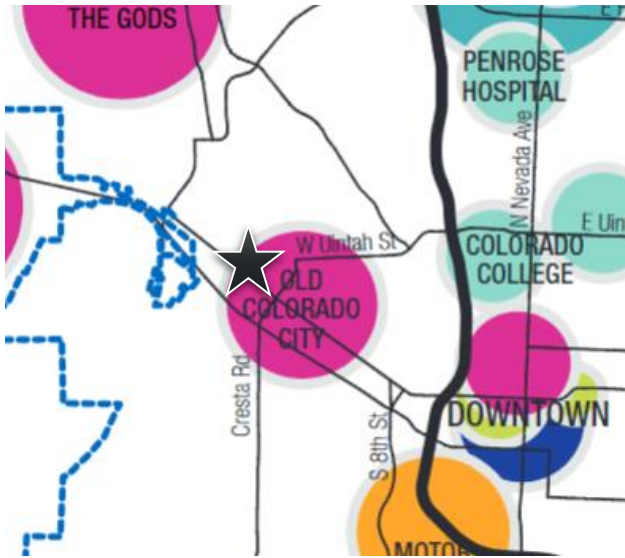 THE GODS
E F
PENROSE
HOSPITAL
N Nevada Ave
W Uintah St
E Uin
COLORADO
COLLEGE
OLD
COLORADO
CITY
Cresta Rd
S 8th St
DOWNTOWN
MOTOR